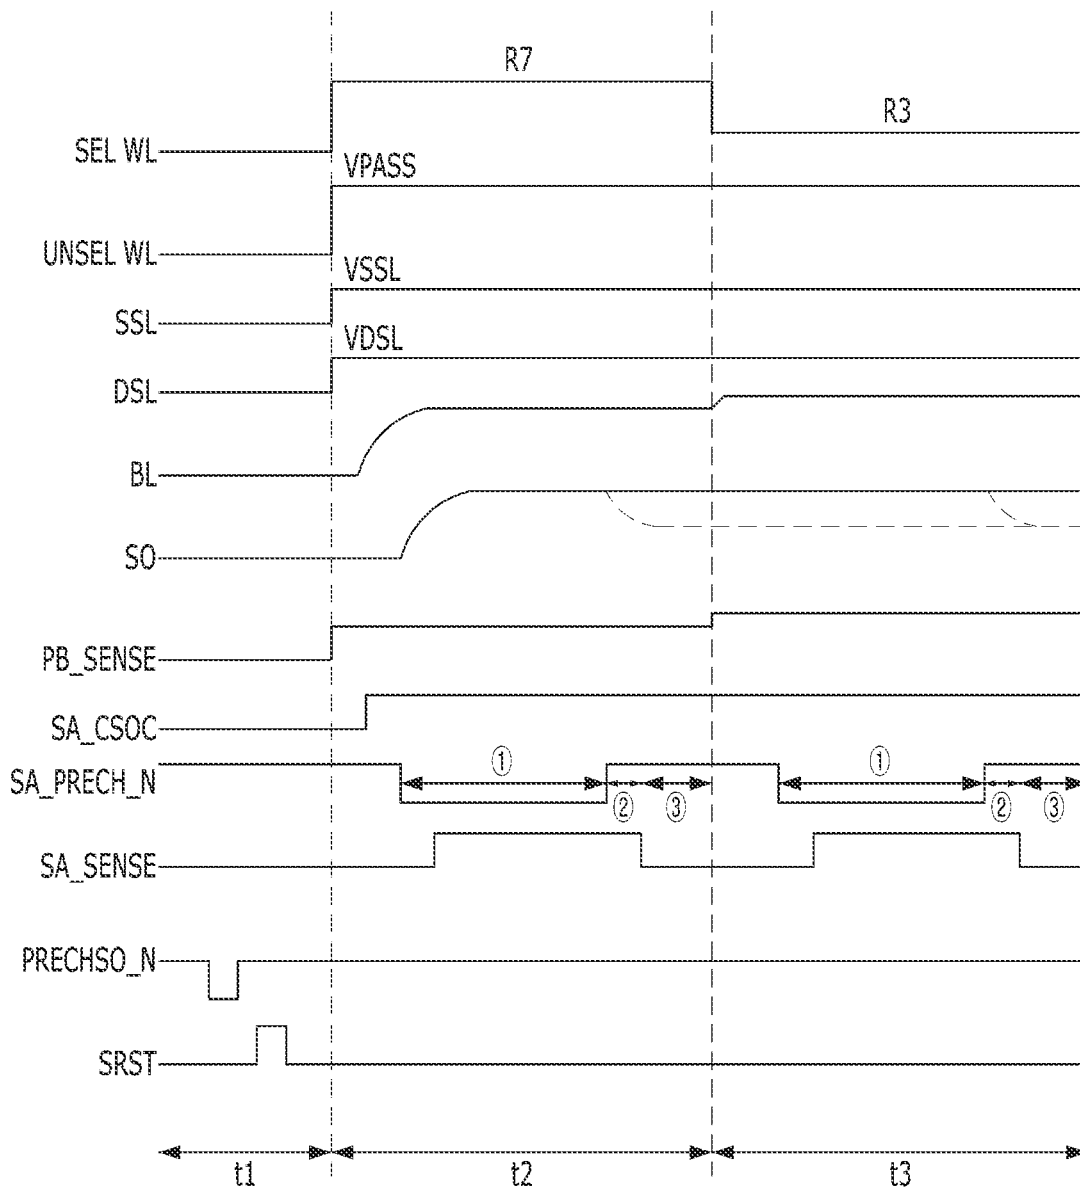 R7
R3
SEL WL
VPASS
UNSEL WL
VSSL
SSL
VDSL
DSL
BL
SO
PB_SENSE
SA_CSOC
① ①
SA_PRECH_N
② ③ ② ③
SA_SENSE
PRECHSO_N
SRST
t1 t2 t3